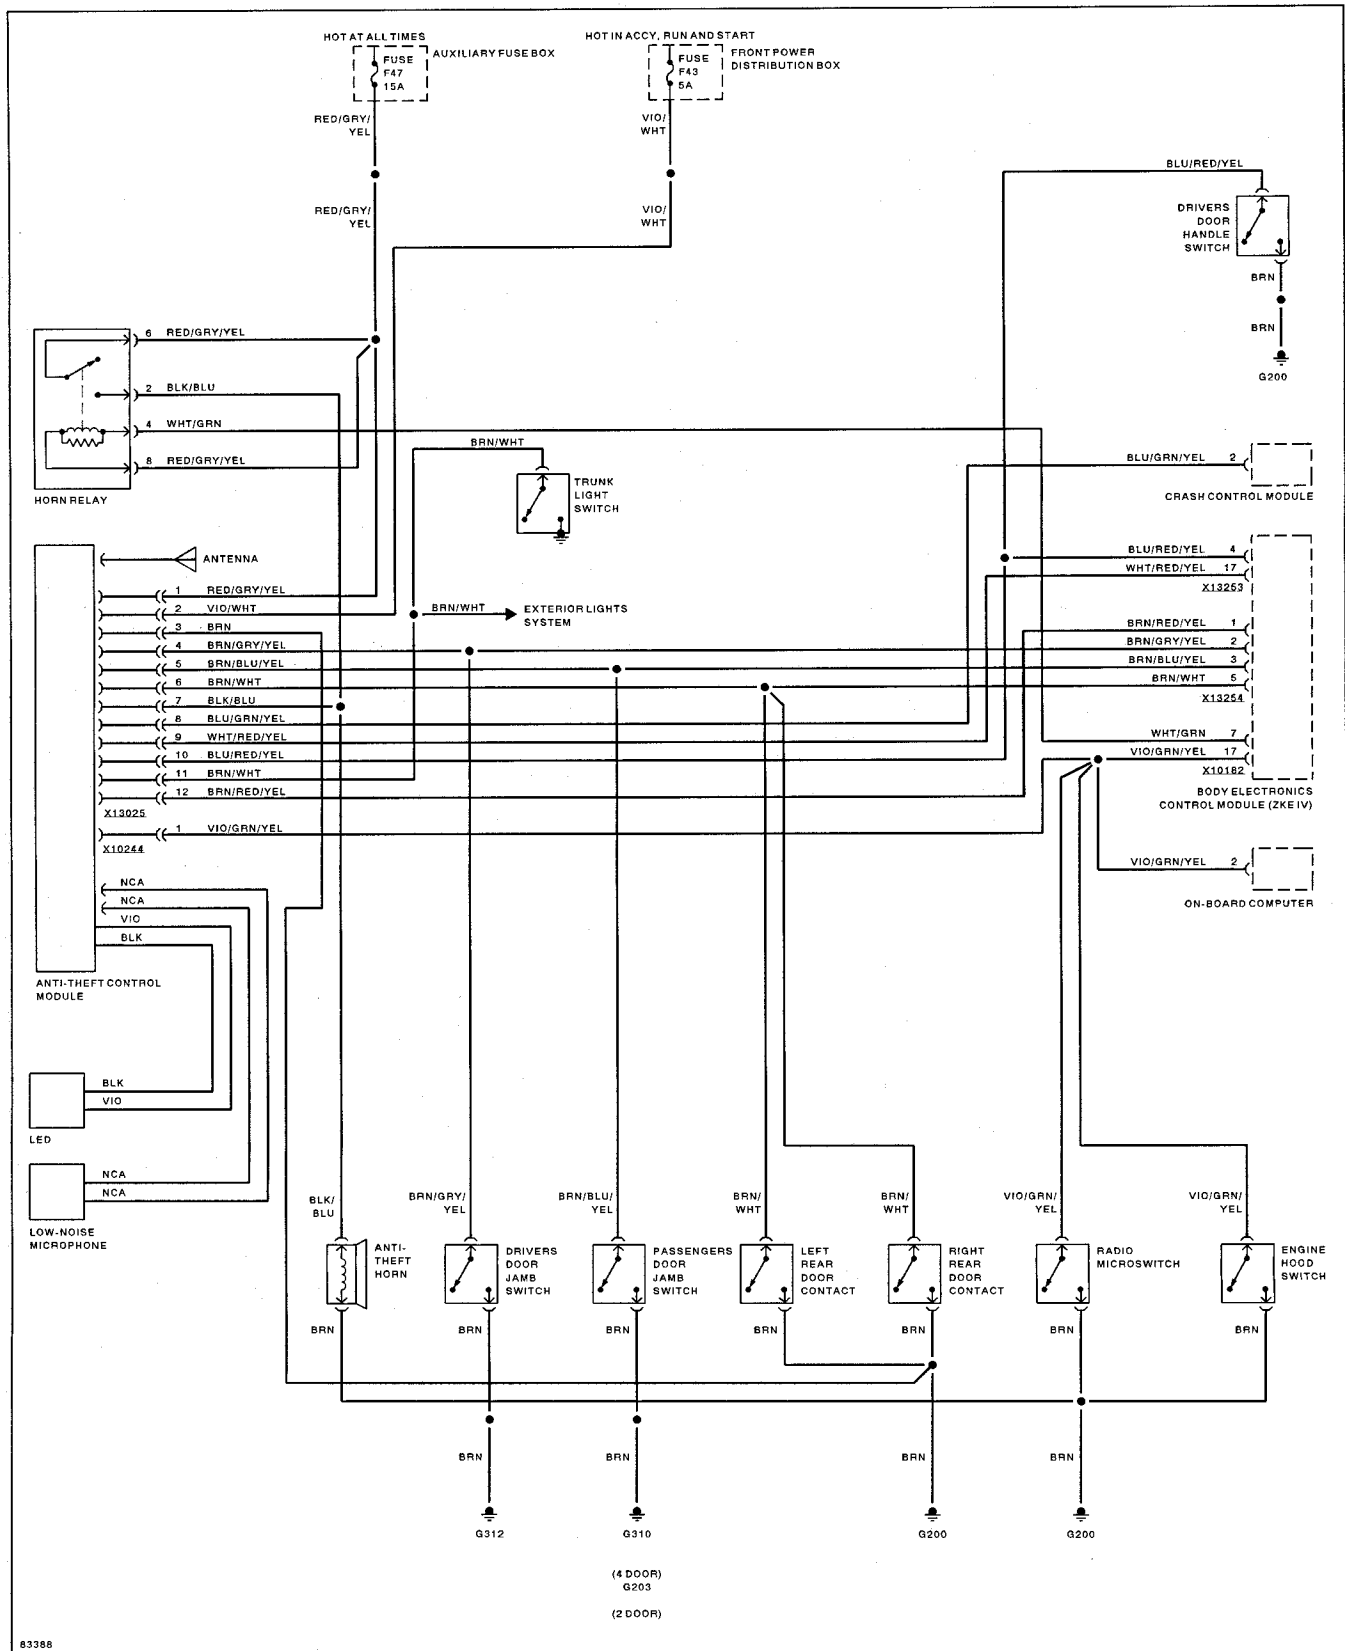 HOT AT ALL TIMES
HOT IN ACCY, RUN AND START
FUSE
F47
15A
AUXILIARY FUSE BOX
FUSE
F43
5A
FRONT POWER
DISTRIBUTION BOX
RED/GRY/
YEL
VIO/
WHT
RED/GRY/
YEL
VIO/
WHT
BLU/RED/YEL
DRIVERS
DOOR
HANDLE
SWITCH
BRN
BRN
G200
6 RED/GRY/YEL
2 BLK/BLU
4 WHT/GRN
8 RED/GRY/YEL
HORN RELAY
BRN/WHT
TRUNK
LIGHT
SWITCH
BLU/GRN/YEL 2
CRASH CONTROL MODULE
ANTENNA
1 RED/GRY/YEL
2 VIO/WHT
3 BRN
4 BRN/GRY/YEL
5 BRN/BLU/YEL
6 BRN/WHT
7 BLK/BLU
8 BLU/GRN/YEL
9 WHT/RED/YEL
10 BLU/RED/YEL
11 BRN/WHT
12 BRN/RED/YEL
X13025
1 VIO/GRN/YEL
X10244
BRN/WHT
EXTERIOR LIGHTS
SYSTEM
BLU/RED/YEL 4
WHT/RED/YEL 17
X13253
BRN/RED/YEL 1
BRN/GRY/YEL 2
BRN/BLU/YEL 3
BRN/WHT 5
X13254
WHT/GRN 7
VIO/GRN/YEL 17
X10182
BODY ELECTRONICS
CONTROL MODULE (ZKE IV)
VIO/GRN/YEL 2
ON-BOARD COMPUTER
NCA
NCA
VIO
BLK
ANTI-THEFT CONTROL
MODULE
BLK
VIO
LED
NCA
NCA
LOW-NOISE
MICROPHONE
BLK/
BLU
BRN/GRY/
YEL
BRN/BLU/
YEL
BRN/
WHT
BRN/
WHT
VIO/GRN/
YEL
VIO/GRN/
YEL
ANTI-
THEFT
HORN
DRIVERS
DOOR
JAMB
SWITCH
PASSENGERS
DOOR
JAMB
SWITCH
LEFT
REAR
DOOR
CONTACT
RIGHT
REAR
DOOR
CONTACT
RADIO
MICROSWITCH
ENGINE
HOOD
SWITCH
BRN
BRN
BRN
BRN
BRN
BRN
BRN
BRN
BRN
BRN
BRN
G312
G310
G200
G200
(4 DOOR)
G203
(2 DOOR)
83388